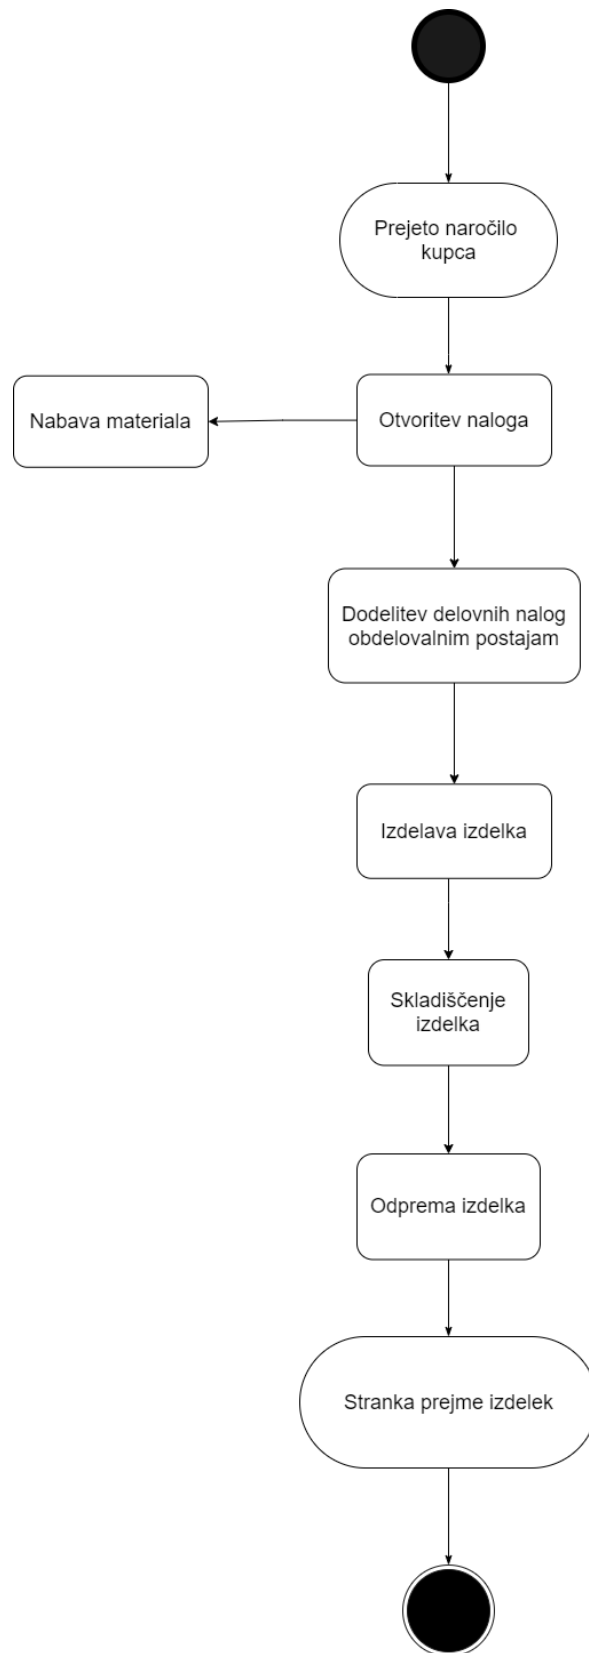 Prejeto naročilo
kupca
Nabava materiala
Otvoritev naloga
Dodelitev delovnih nalog
obdelovalnim postajam
Izdelava izdelka
Skladiščenje
izdelka
Odprema izdelka
Stranka prejme izdelek